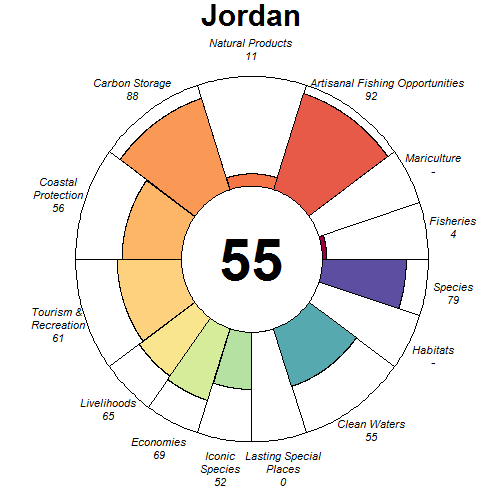 Jordan
Natural Products
11
Carbon Storage
88
Artisanal Fishing Opportunities
92
Mariculture
-
Coastal
Protection
56
Fisheries
4
55
Species
79
Tourism &
Recreation
61
Habitats
-
Livelihoods
65
Clean Waters
55
Economies
69
Iconic
Species
52
Lasting Special
Places
0